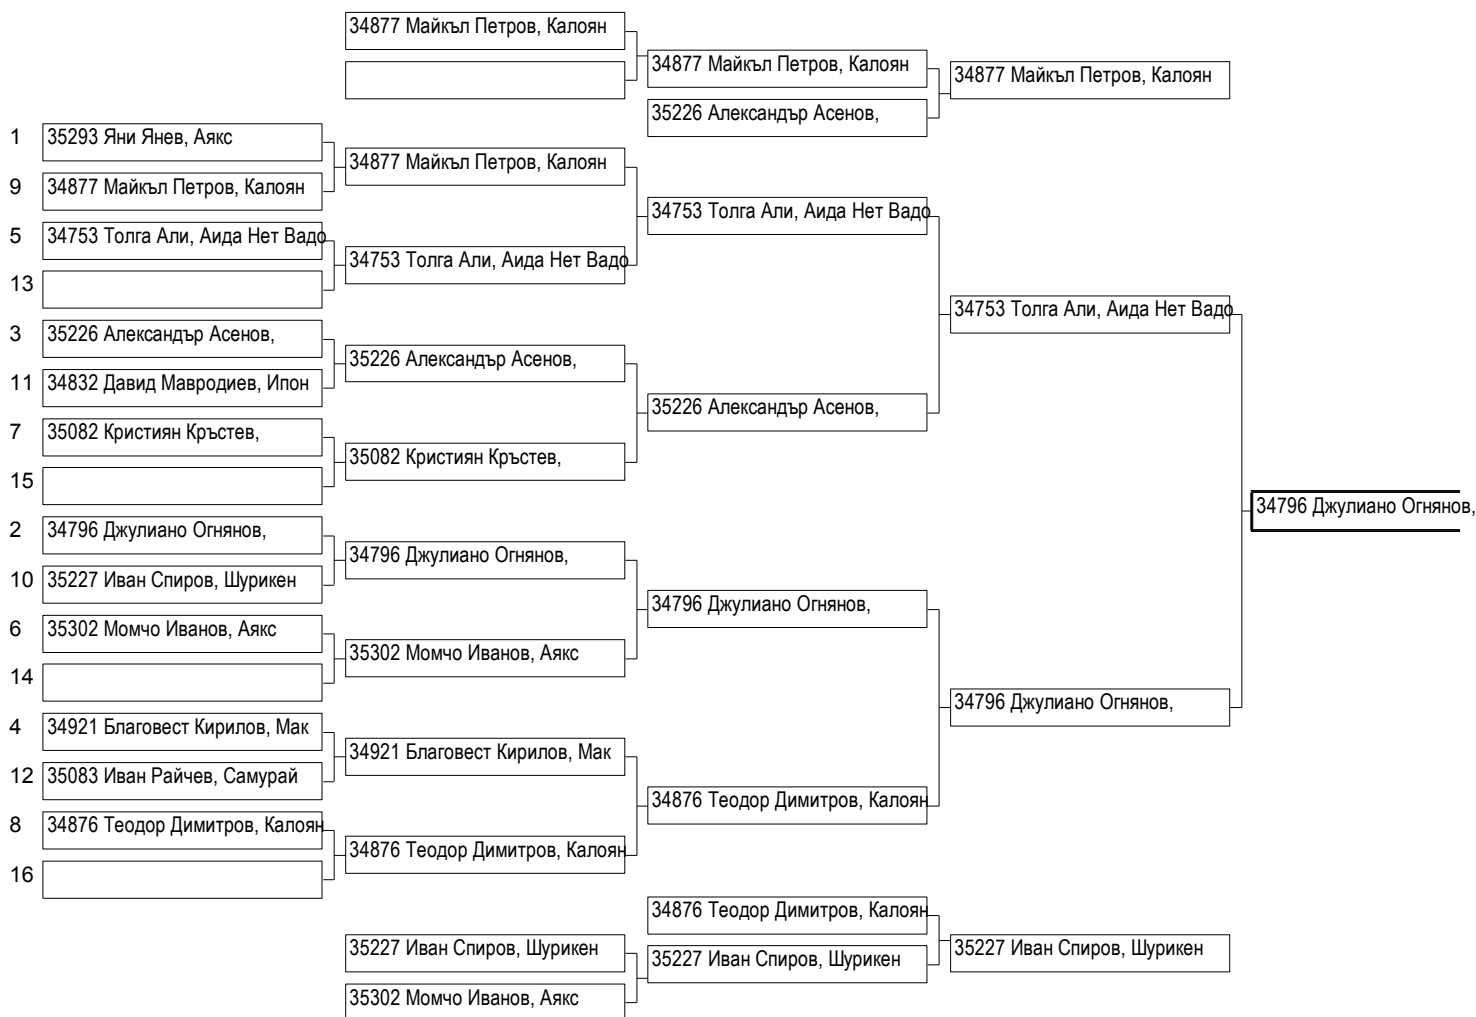 34877 Майкъл Петров, Калоян
34877 Майкъл Петров, Калоян
34877 Майкъл Петров, Калоян
35226 Александър Асенов,
1 35293 Яни Янев, Аякс
34877 Майкъл Петров, Калоян
9 34877 Майкъл Петров, Калоян
34753 Толга Али, Аида Нет Вадо
5 34753 Толга Али, Аида Нет Вадо
34753 Толга Али, Аида Нет Вадо
13
34753 Толга Али, Аида Нет Вадо
3 35226 Александър Асенов,
35226 Александър Асенов,
11 34832 Давид Мавродиев, Ипон
35226 Александър Асенов,
7 35082 Кристиян Кръстев,
35082 Кристиян Кръстев,
15
34796 Джулиано Огнянов,
2 34796 Джулиано Огнянов,
34796 Джулиано Огнянов,
10 35227 Иван Спиров, Шурикен
34796 Джулиано Огнянов,
6 35302 Момчо Иванов, Аякс
35302 Момчо Иванов, Аякс
14
34796 Джулиано Огнянов,
4 34921 Благовест Кирилов, Мак
34921 Благовест Кирилов, Мак
12 35083 Иван Райчев, Самурай
34876 Теодор Димитров, Калоян
8 34876 Теодор Димитров, Калоян
34876 Теодор Димитров, Калоян
16
34876 Теодор Димитров, Калоян
35227 Иван Спиров, Шурикен
35227 Иван Спиров, Шурикен
35227 Иван Спиров, Шурикен
35302 Момчо Иванов, Аякс